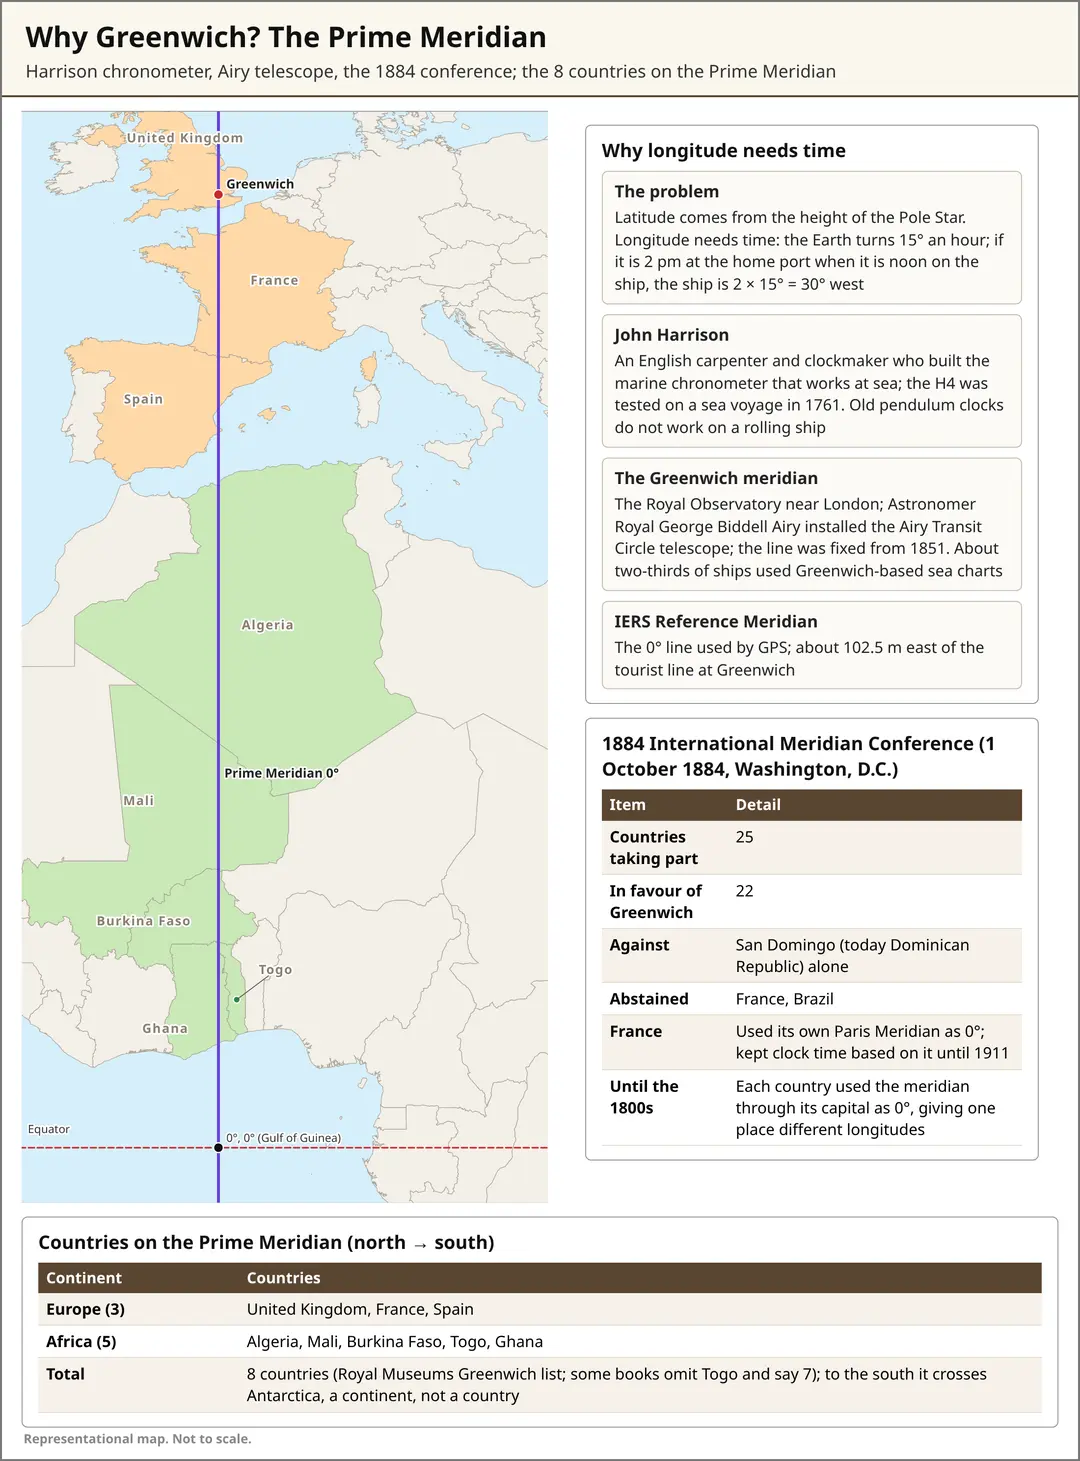 Why Greenwich? The Prime Meridian
Harrison chronometer, Airy telescope, the 1884 conference; the 8 countries on the Prime Meridian
United Kingdom
Greenwich
France
Spain
Algeria
Prime Meridian 0°
Mali
Burkina Faso
Togo
Ghana
Equator
0°, 0° (Gulf of Guinea)
Why longitude needs time
The problem
Latitude comes from the height of the Pole Star.
Longitude needs time: the Earth turns 15° an hour; if
it is 2 pm at the home port when it is noon on the
ship, the ship is 2 × 15° = 30° west
John Harrison
An English carpenter and clockmaker who built the
marine chronometer that works at sea; the H4 was
tested on a sea voyage in 1761. Old pendulum clocks
do not work on a rolling ship
The Greenwich meridian
The Royal Observatory near London; Astronomer
Royal George Biddell Airy installed the Airy Transit
Circle telescope; the line was fixed from 1851. About
two-thirds of ships used Greenwich-based sea charts
IERS Reference Meridian
The 0° line used by GPS; about 102.5 m east of the
tourist line at Greenwich
1884 International Meridian Conference (1
October 1884, Washington, D.C.)
Item Detail
Countries taking part 25
In favour of Greenwich 22
Against San Domingo (today Dominican
Republic) alone
Abstained France, Brazil
France Used its own Paris Meridian as 0°;
kept clock time based on it until 1911
Until the 1800s Each country used the meridian
through its capital as 0°, giving one
place different longitudes
Countries on the Prime Meridian (north → south)
Continent Countries
Europe (3) United Kingdom, France, Spain
Africa (5) Algeria, Mali, Burkina Faso, Togo, Ghana
Total 8 countries (Royal Museums Greenwich list; some books omit Togo and say 7); to the south it crosses
Antarctica, a continent, not a country
Representational map. Not to scale.